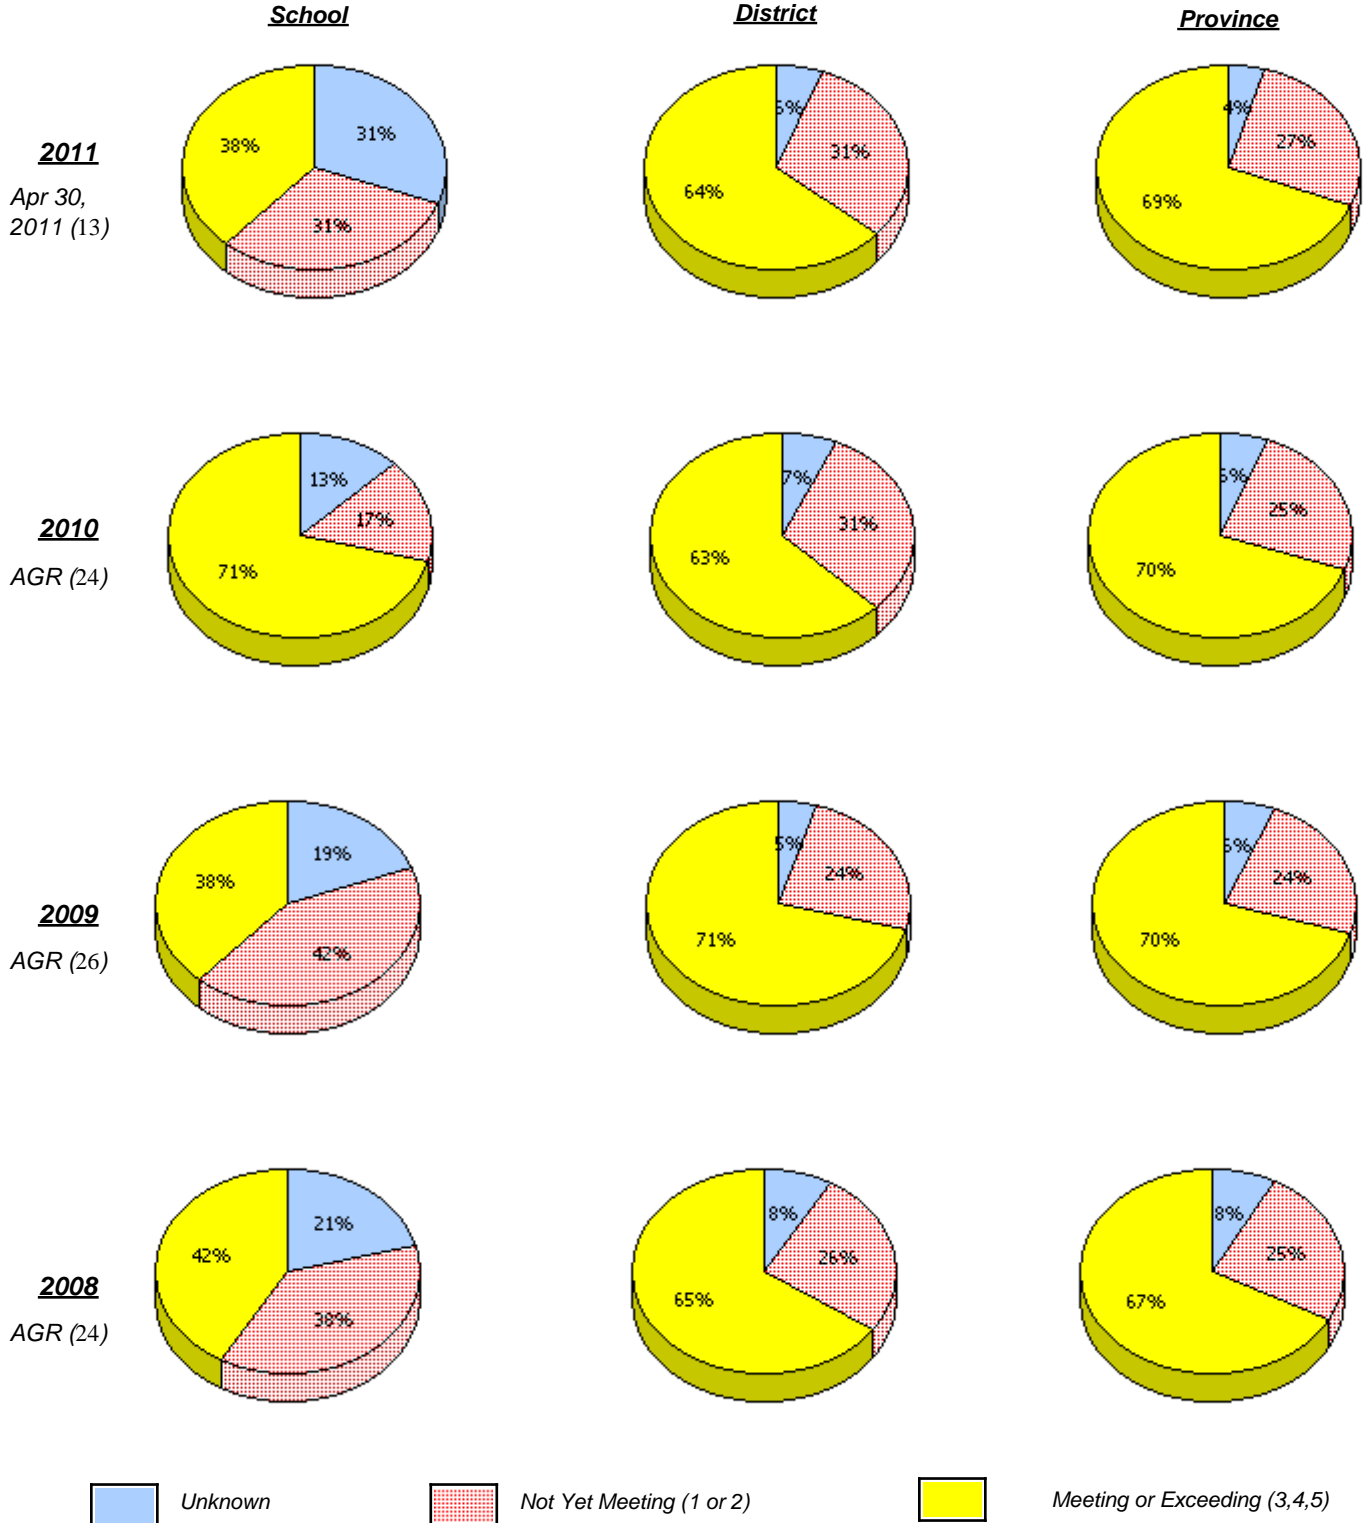 School District Province
2011
Apr 30,
2011 (13)
38% 31% 31%
31% 64%
4% 27% 69%
2010
AGR (24)
13% 17% 71%
7% 31% 63%
25% 70%
2009
AGR (26)
19% 38% 42%
5% 24% 71%
24% 70%
2008
AGR (24)
21% 42% 38%
8% 26% 65%
8% 25% 67%
Unknown
Not Yet Meeting (1 or 2)
Meeting or Exceeding (3,4,5)